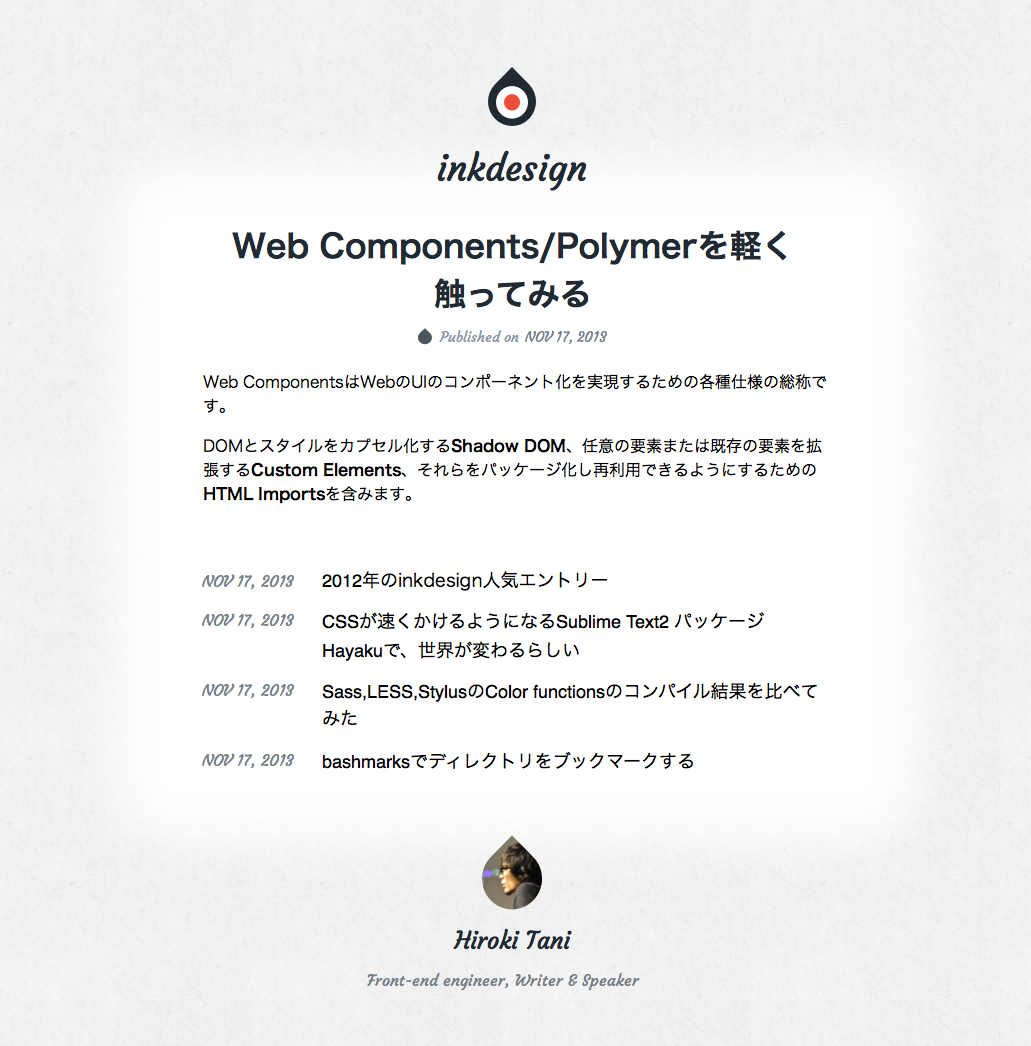 inkdesign
Web Components/Polymerを軽く
触ってみる
Published on NOV 17, 2013
Web ComponentsはWebのUIのコンポーネント化を実現するための各種仕様の総称で
す。
DOMとスタイルをカプセル化するShadow DOM、任意の要素または既存の要素を拡
張するCustom Elements、それらをパッケージ化し再利用できるようにするための
HTML Importsを含みます。
NOV 17, 2013 2012年のinkdesign人気エントリー
NOV 17, 2013 CSSが速くかけるようになるSublime Text2 パッケージ
Hayakuで、世界が変わるらしい
NOV 17, 2013 Sass,LESS,StylusのColor functionsのコンパイル結果を比べて
みた
NOV 17, 2013 bashmarksでディレクトリをブックマークする
Hiroki Tani
Front-end engineer, Writer & Speaker